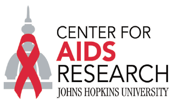 CENTER FOR
AIDS
RESEARCH
JOHNS HOPKINS UNIVERSITY